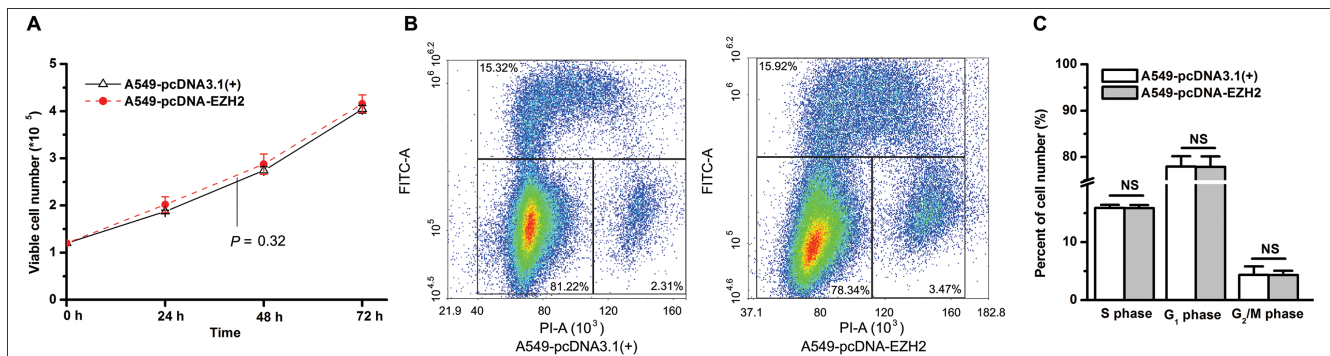 A
Viable cell number (*10 5)
5
4
3
2
1
0
A549-pcDNA3.1(+)
A549-pcDNA-EZH2
P = 0.32
0 h
24 h
48 h
72 h
Time
B
FITC-A
10 6.2
10 6
10 5
10 4.5
15.32%
81.22%
2.31%
21.9
40
80
160
PI-A (10 3)
A549-pcDNA3.1(+)
FITC-A
10 6.2
10 6
10 5
10 4.6
15.92%
78.34%
3.47%
37.1
80
160
182.8
PI-A (10 3)
A549-pcDNA-EZH2
C
Percent of cell number (%)
100
90
80
10
5
0
A549-pcDNA3.1(+)
A549-pcDNA-EZH2
NS
NS
NS
S phase
G1 phase
G2/M phase